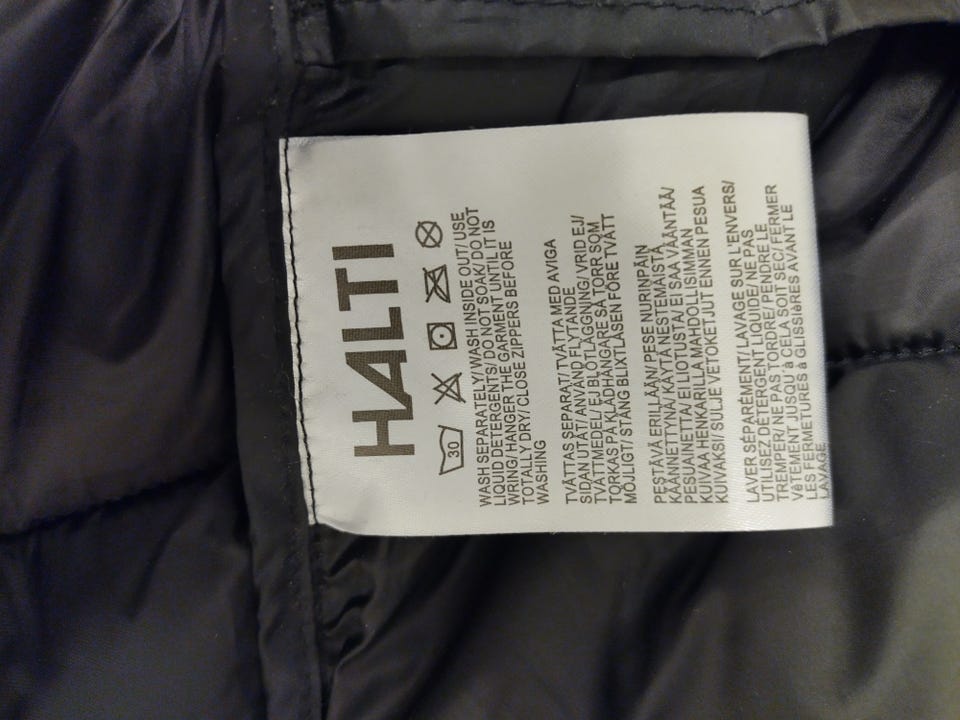 HALTI
30
WASH SEPARATELY/WASH INSIDE OUT/USE
LIQUID DETERGENTS/DO NOT SOAK/DO NOT
WRING/HANGER THE GARMENT UNTIL IT IS
TOTALLY DRY/CLOSE ZIPPERS BEFORE
WASHING
TVÄTTAS SEPARAT/TVÄTTA MED AVIGA
SIDAN UTÅT/ ANVÄND FLYTANDE
TVÄTTMEDEL/ EJ BLÖTLÄGGNING/ VRID EJ/
TORKAS PÅ KLÄDHÄNGARE SÅ TORR SOM
MÖJLIGT/ STÄNG BLIXTLÅSEN FÖRE TVÄTT
PESTÄVÄ ERILLÄÄN/PESE NURINPÄIN
KÄÄNNETTYNÄ/ KÄYTÄ NESTEMÄISTÄ
PESUAINETTA/ EI LIOTUSTA/ EI SAA VÄÄNTÄÄ/
KUIVAA HENKARILLA MAHDOLLISIMMAN
KUIVAKSI/ SULJE VETOKETJUT ENNEN PESUA
LAVER SÉPARÉMENT/ LAVAGE SUR L'ENVERS/
UTILISEZ DÉTERGENT LIQUIDE/ NE PAS
TREMPER/ NE PAS TORDRE/ PENDRE LE
VêTEMENT JUSQU'à CELA SOIT SEC/ FERMER
LES FERMETURES à GLISSIèRES AVANT LE
LAVAGE